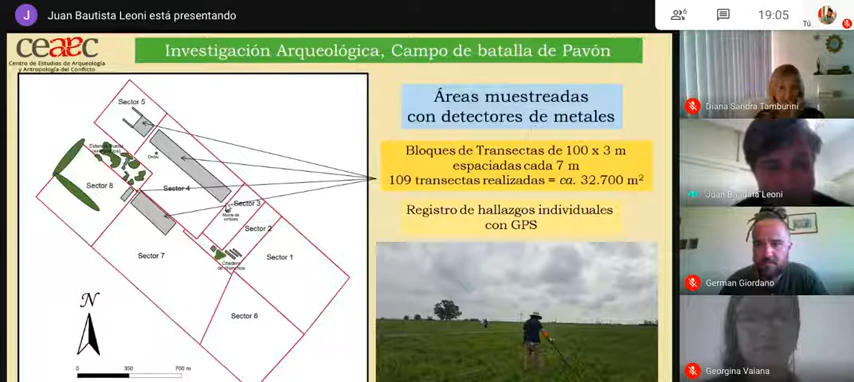 J Juan Bautista Leoni está presentando
6
19:05
Tú
ceaec
Centro de Estudios de Arqueología
y Antropología del Conflicto
Investigación Arqueológica, Campo de batalla de Pavón
Áreas muestreadas
con detectores de metales
Bloques de Transectas de 100 x 3 m
espaciadas cada 7 m
109 transectas realizadas = ca. 32.700 m²
Registro de hallazgos individuales
con GPS
Sector 5
Sector 4
Sector 8
Sector 3
Sector 2
Sector 7
Sector 1
Sector 6
N
0 350 700 m
Diana Sandra Tamburini
Juan Bautista Leoni
German Giordano
Georgina Vaiana